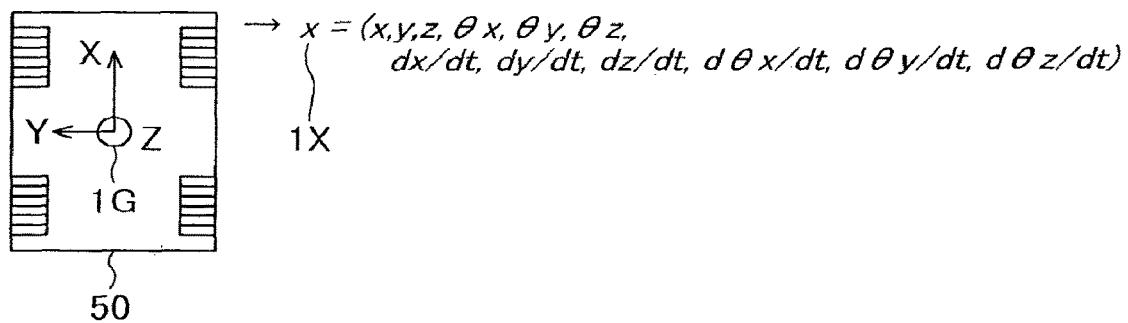 → x = (x,y,z, θx, θy, θz,
dx/dt, dy/dt, dz/dt, dθx/dt, dθy/dt, dθz/dt)
X
Y Z
1X
1G
50